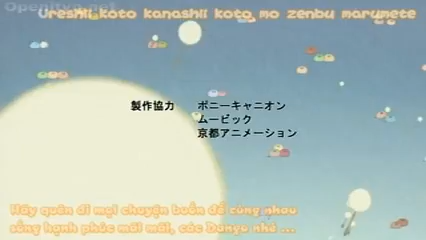 Openitvn.net
Ureshii koto kanashii koto mo zenbu marumete
製作協力 ポニーキャニオン
ムービック
京都アニメーション
Hãy quên đi mọi chuyện buồn để cùng nhau
sống hạnh phúc mãi mãi, các Dango nhé ...